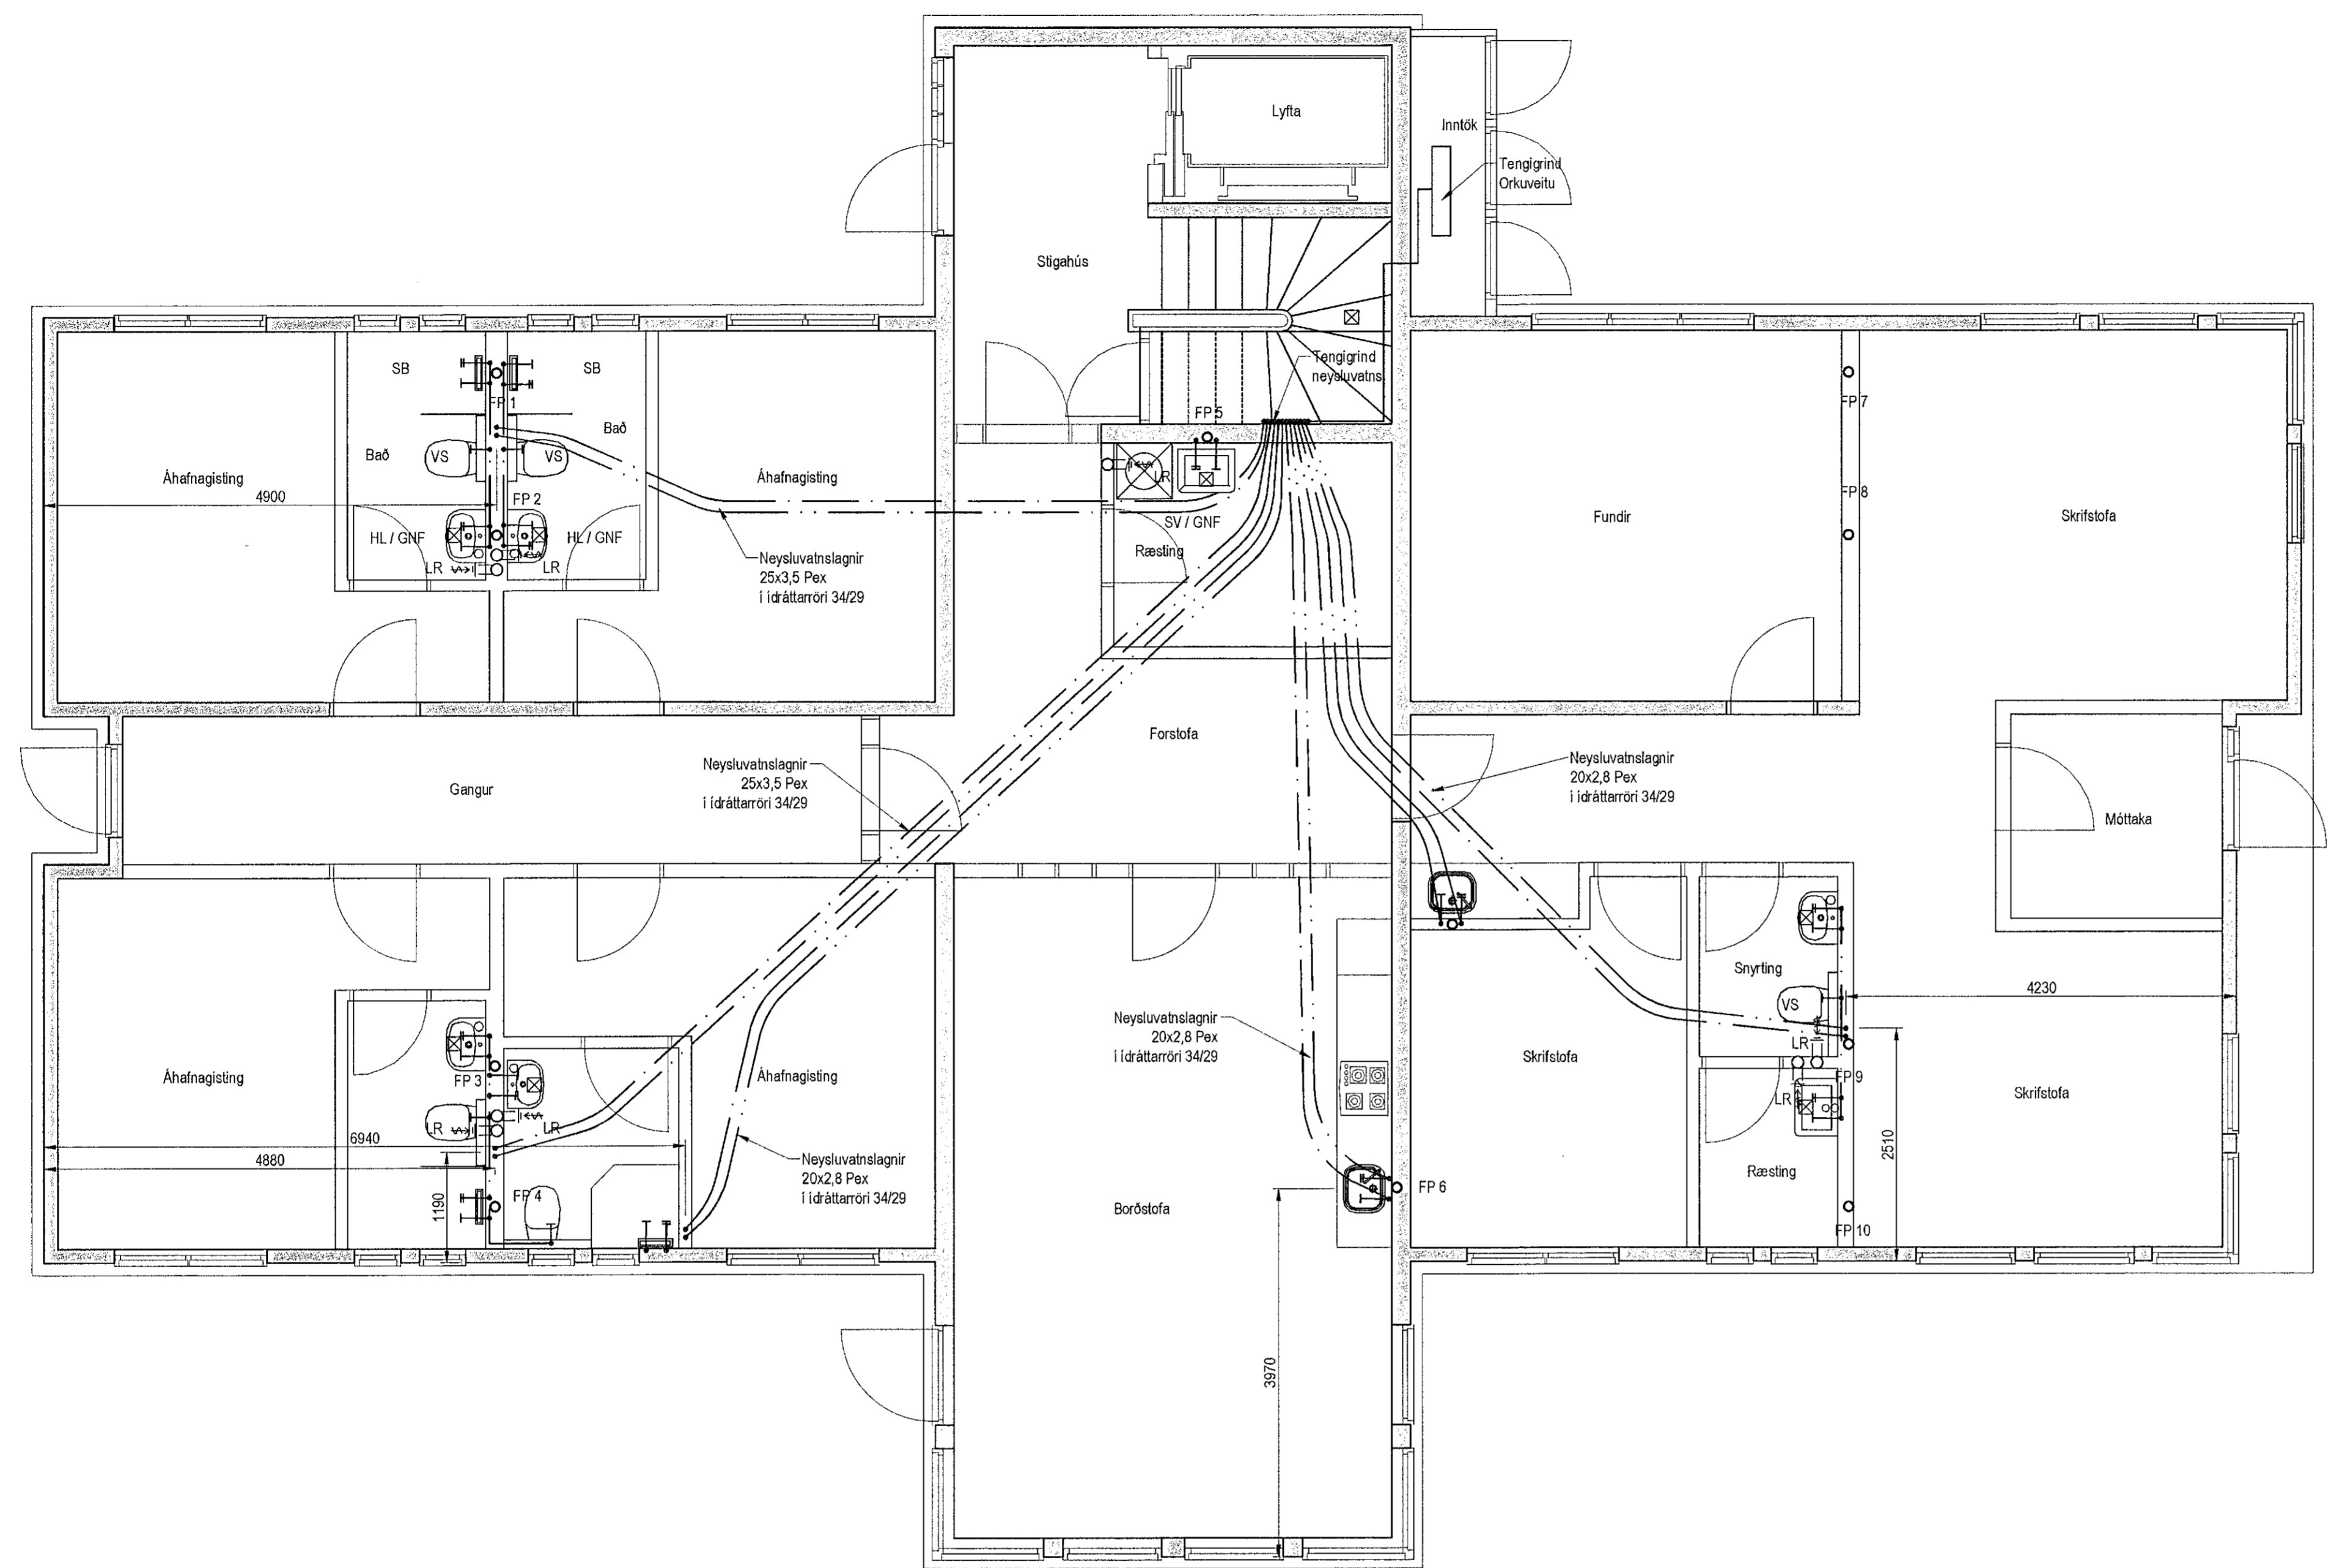 Lyfta
Inntök
Tengigrind
Orkuveitu
Stigahús
Tengigrind
neysluvatns
FP 5
SB
SB
FP 1
Bað
Bað
VS
VS
Áhafnagisting
Áhafnagisting
4900
FP 2
HL / GNF
HL / GNF
LR
LR
LR
SV / GNF
Ræsting
Neysluvatnslagnir
25x3,5 Pex
í ídráttarröri 34/29
Fundir
FP 7
FP 8
Skrifstofa
Forstofa
Neysluvatnslagnir
25x3,5 Pex
í ídráttarröri 34/29
Gangur
Neysluvatnslagnir
20x2,8 Pex
í ídráttarröri 34/29
Móttaka
Snyrting
VS
4230
LR
Áhafnagisting
FP 3
LR
LR
6940
4880
1190
FP 4
Áhafnagisting
Neysluvatnslagnir
20x2,8 Pex
í ídráttarröri 34/29
Neysluvatnslagnir
20x2,8 Pex
í ídráttarröri 34/29
Skrifstofa
FP 9
LR
Skrifstofa
2510
Ræsting
FP 6
FP 10
Borðstofa
3970